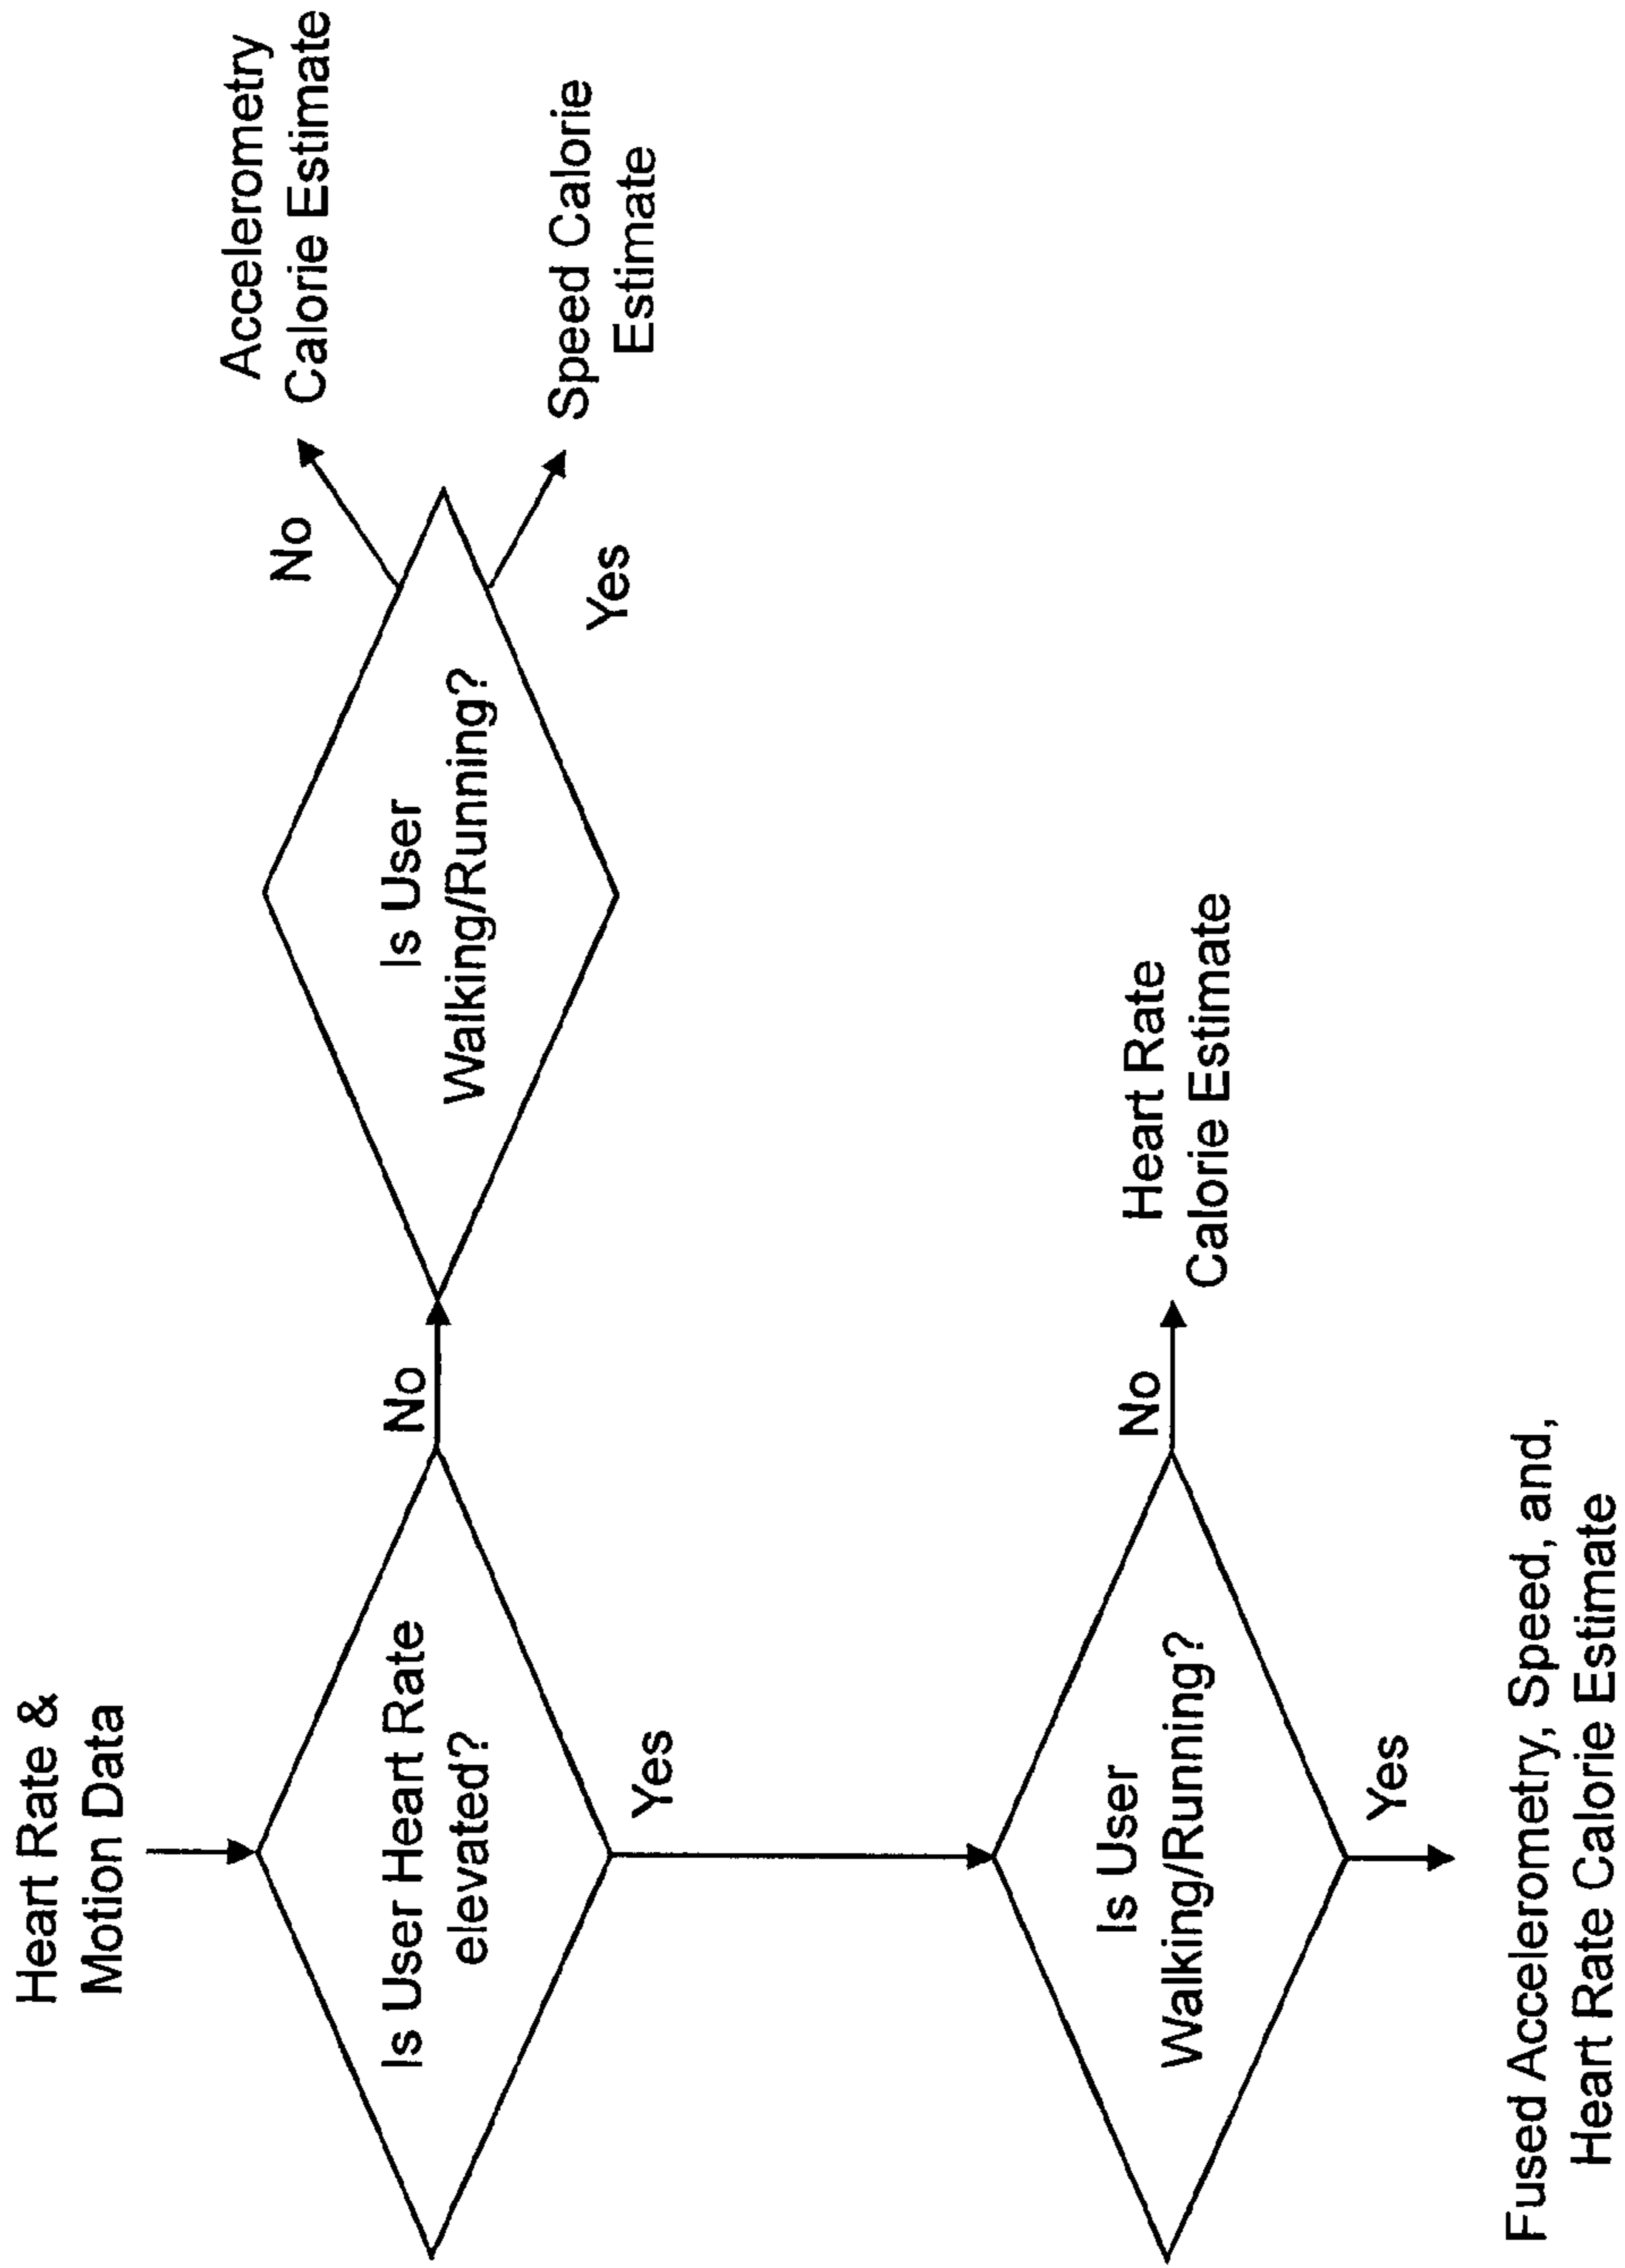 Heart Rate &
Motion Data
Is User Heart Rate
elevated?
No
Is User
Walking/Running?
No
Accelerometry
Calorie Estimate
Yes
Speed Calorie
Estimate
Yes
Is User
Walking/Running?
No
Heart Rate
Calorie Estimate
Yes
Fused Accelerometry, Speed, and,
Heart Rate Calorie Estimate